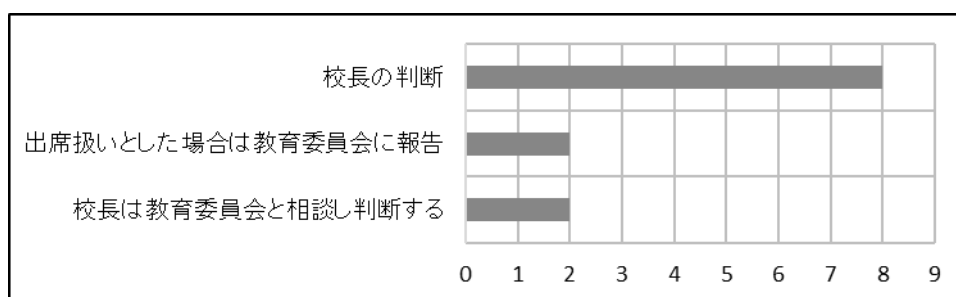 校長の判断
出席扱いとした場合は教育委員会に報告
校長は教育委員会と相談し判断する
0 1 2 3 4 5 6 7 8 9